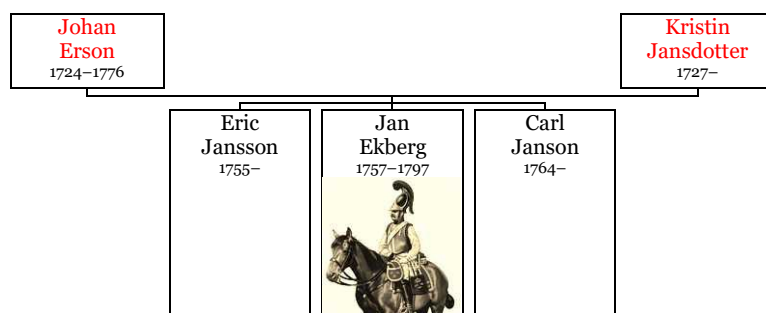 Johan
Erson
1724–1776
Kristin
Jansdotter
1727–
Eric
Jansson
1755–
Jan
Ekberg
1757–1797
Carl
Janson
1764–